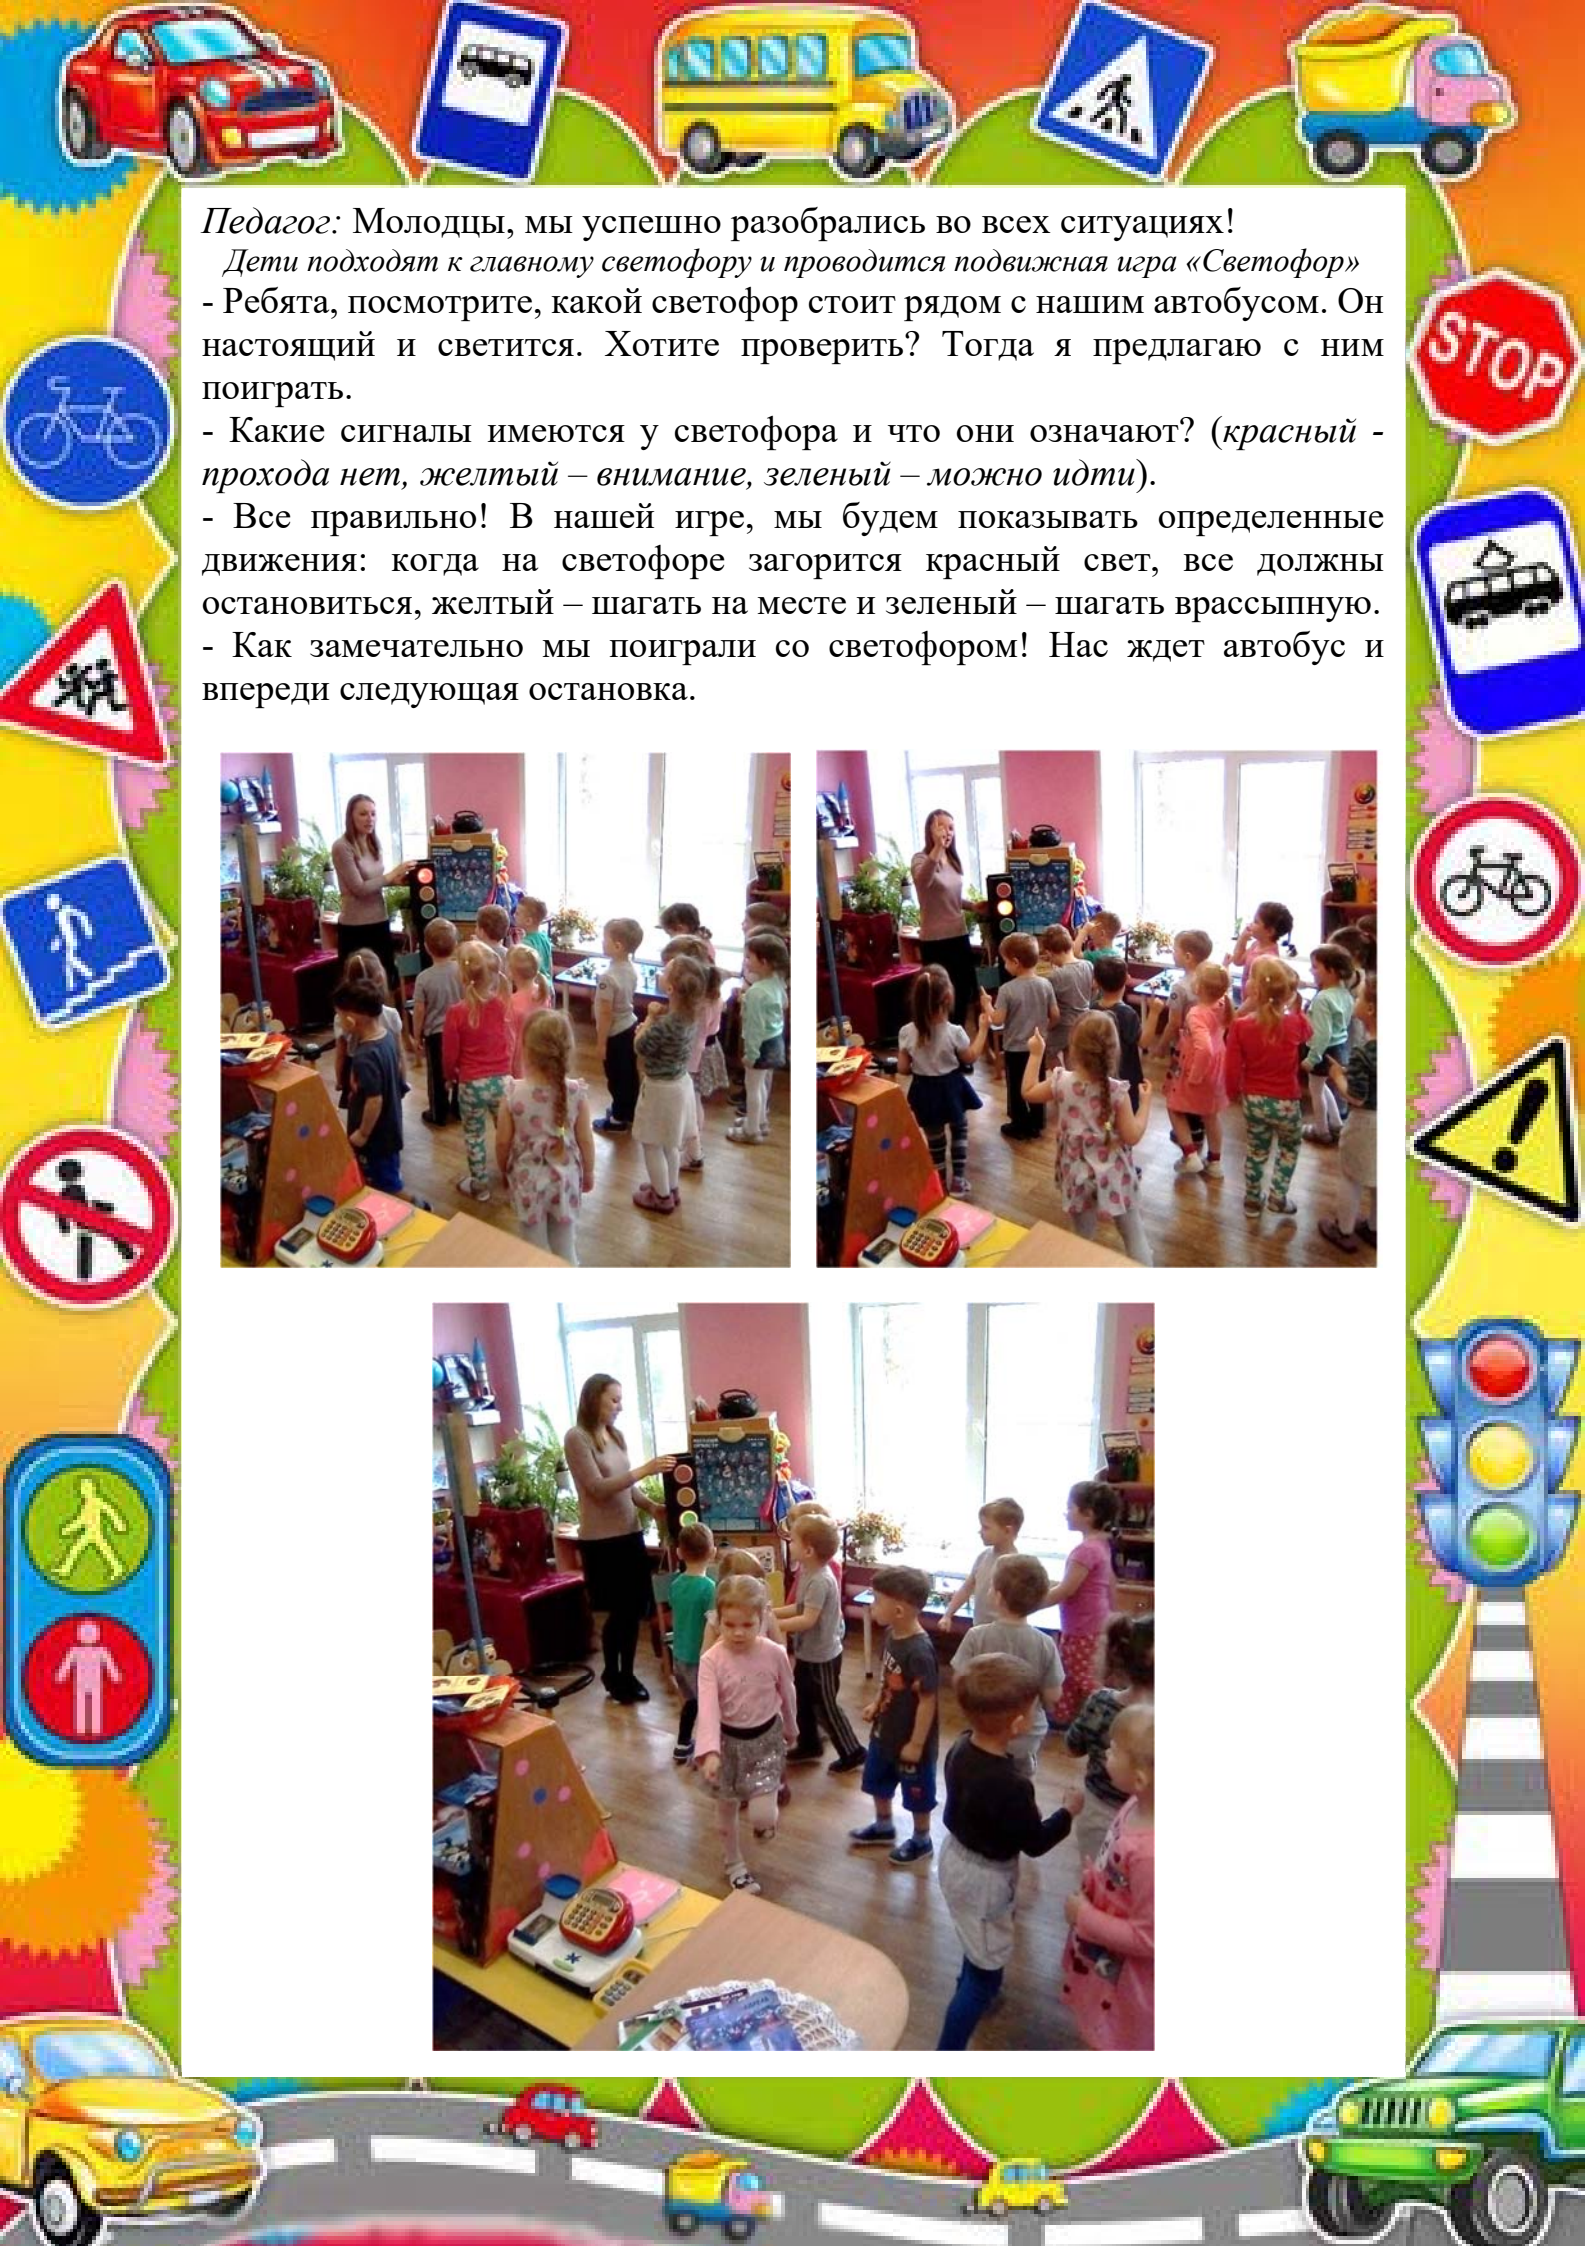 Педагог: Молодцы, мы успешно разобрались во всех ситуациях!
Дети подходят к главному светофору и проводится подвижная игра «Светофор»
- Ребята, посмотрите, какой светофор стоит рядом с нашим автобусом. Он
настоящий и светится. Хотите проверить? Тогда я предлагаю с ним
поиграть.
- Какие сигналы имеются у светофора и что они означают? (красный -
прохода нет, желтый – внимание, зеленый – можно идти).
- Все правильно! В нашей игре, мы будем показывать определенные
движения: когда на светофоре загорится красный свет, все должны
остановиться, желтый – шагать на месте и зеленый – шагать врассыпную.
- Как замечательно мы поиграли со светофором! Нас ждет автобус и
впереди следующая остановка.
STOP